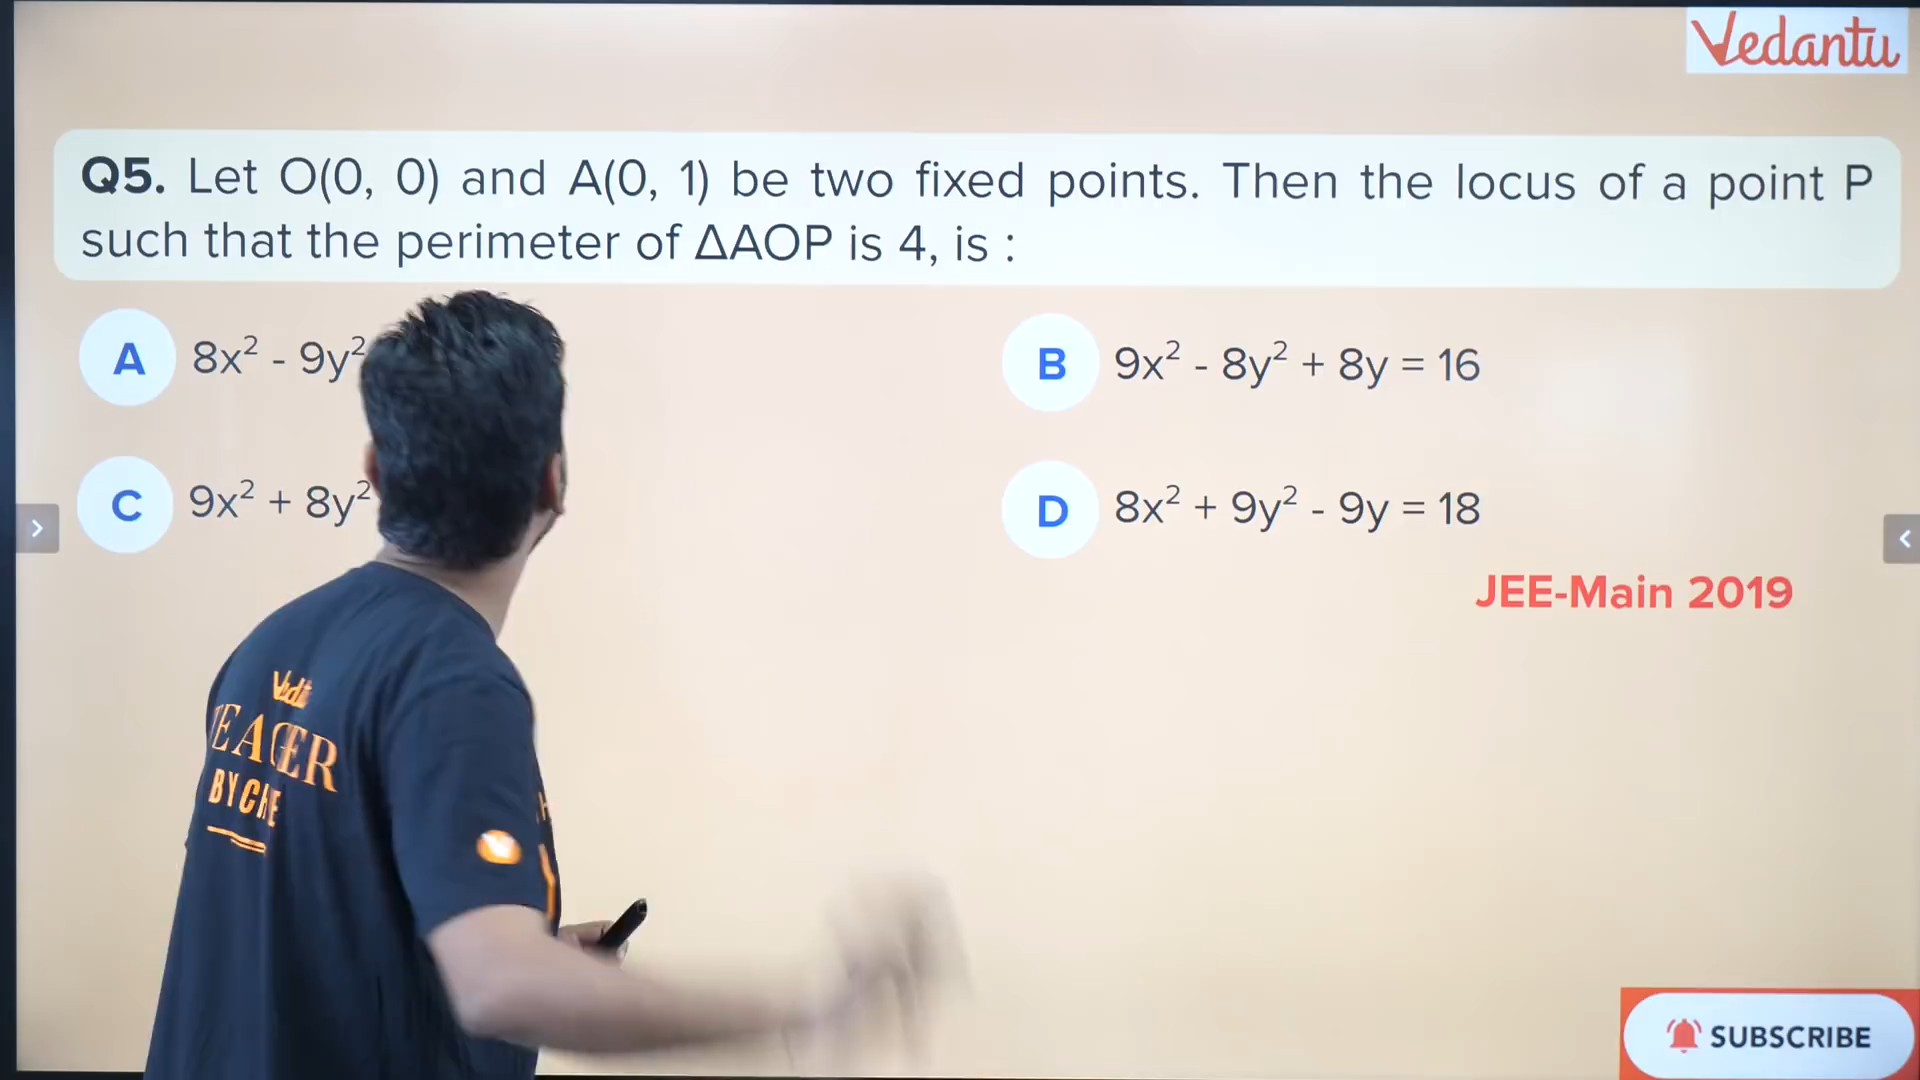 Vedantu
Q5. Let O(0, 0) and A(0, 1) be two fixed points. Then the locus of a point P
such that the perimeter of ΔAOP is 4, is :
A 8x² - 9y²
B 9x² - 8y² + 8y = 16
C 9x² + 8y²
D 8x² + 9y² - 9y = 18
JEE-Main 2019
BY
SUBSCRIBE